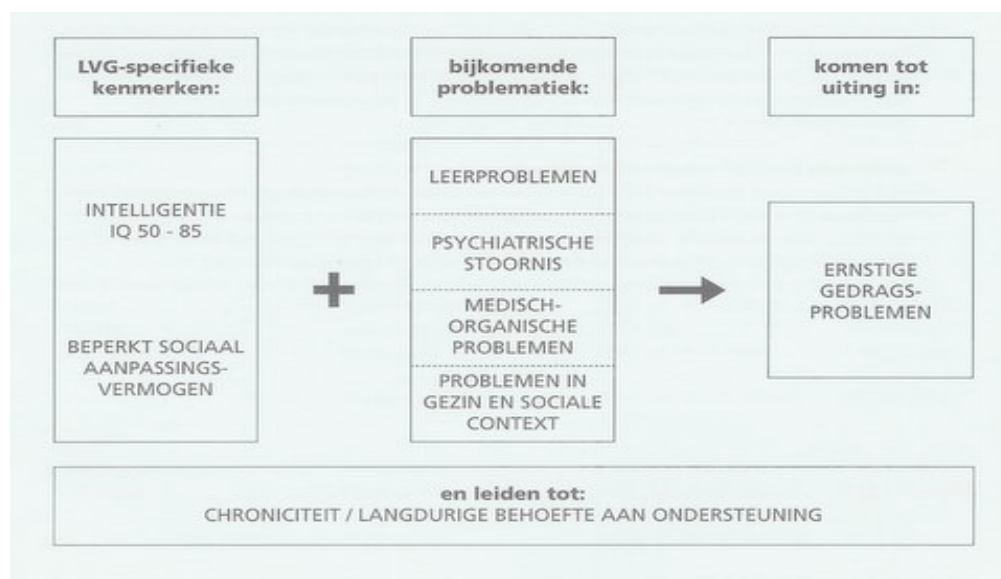 LVG-specifieke
kenmerken:
bijkomende
problematiek:
komen tot
uiting in:
INTELLIGENTIE
IQ 50 - 85
BEPERKT SOCIAAL
AANPASSINGS-
VERMOGEN
LEERPROBLEMEN
PSYCHIATRISCHE
STOORNIS
MEDISCH-
ORGANISCHE
PROBLEMEN
PROBLEMEN IN
GEZIN EN SOCIALE
CONTEXT
ERNSTIGE
GEDRAGS-
PROBLEMEN
en leiden tot:
CHRONICITEIT / LANGDURIGE BEHOEFTE AAN ONDERSTEUNING